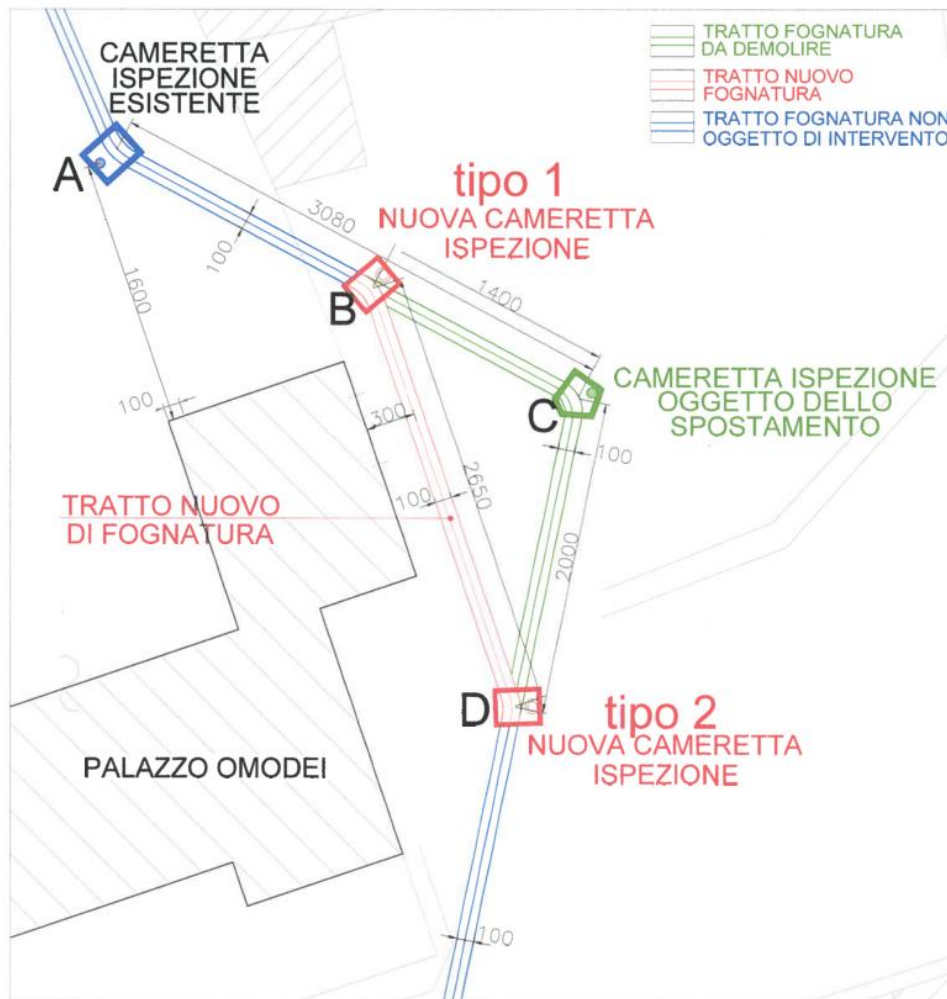 TRATTO FOGNATURA
DA DEMOLIRE
TRATTO NUOVO
FOGNATURA
TRATTO FOGNATURA NON
OGGETTO DI INTERVENTO
CAMERETTA
ISPEZIONE
ESISTENTE
A
tipo 1
NUOVA CAMERETTA
ISPEZIONE
3080
100
1600
1400
B
CAMERETTA ISPEZIONE
OGGETTO DELLO
SPOSTAMENTO
C
100
300
100
2650
100
TRATTO NUOVO
DI FOGNATURA
2000
D
tipo 2
NUOVA CAMERETTA
ISPEZIONE
PALAZZO OMODEI
100